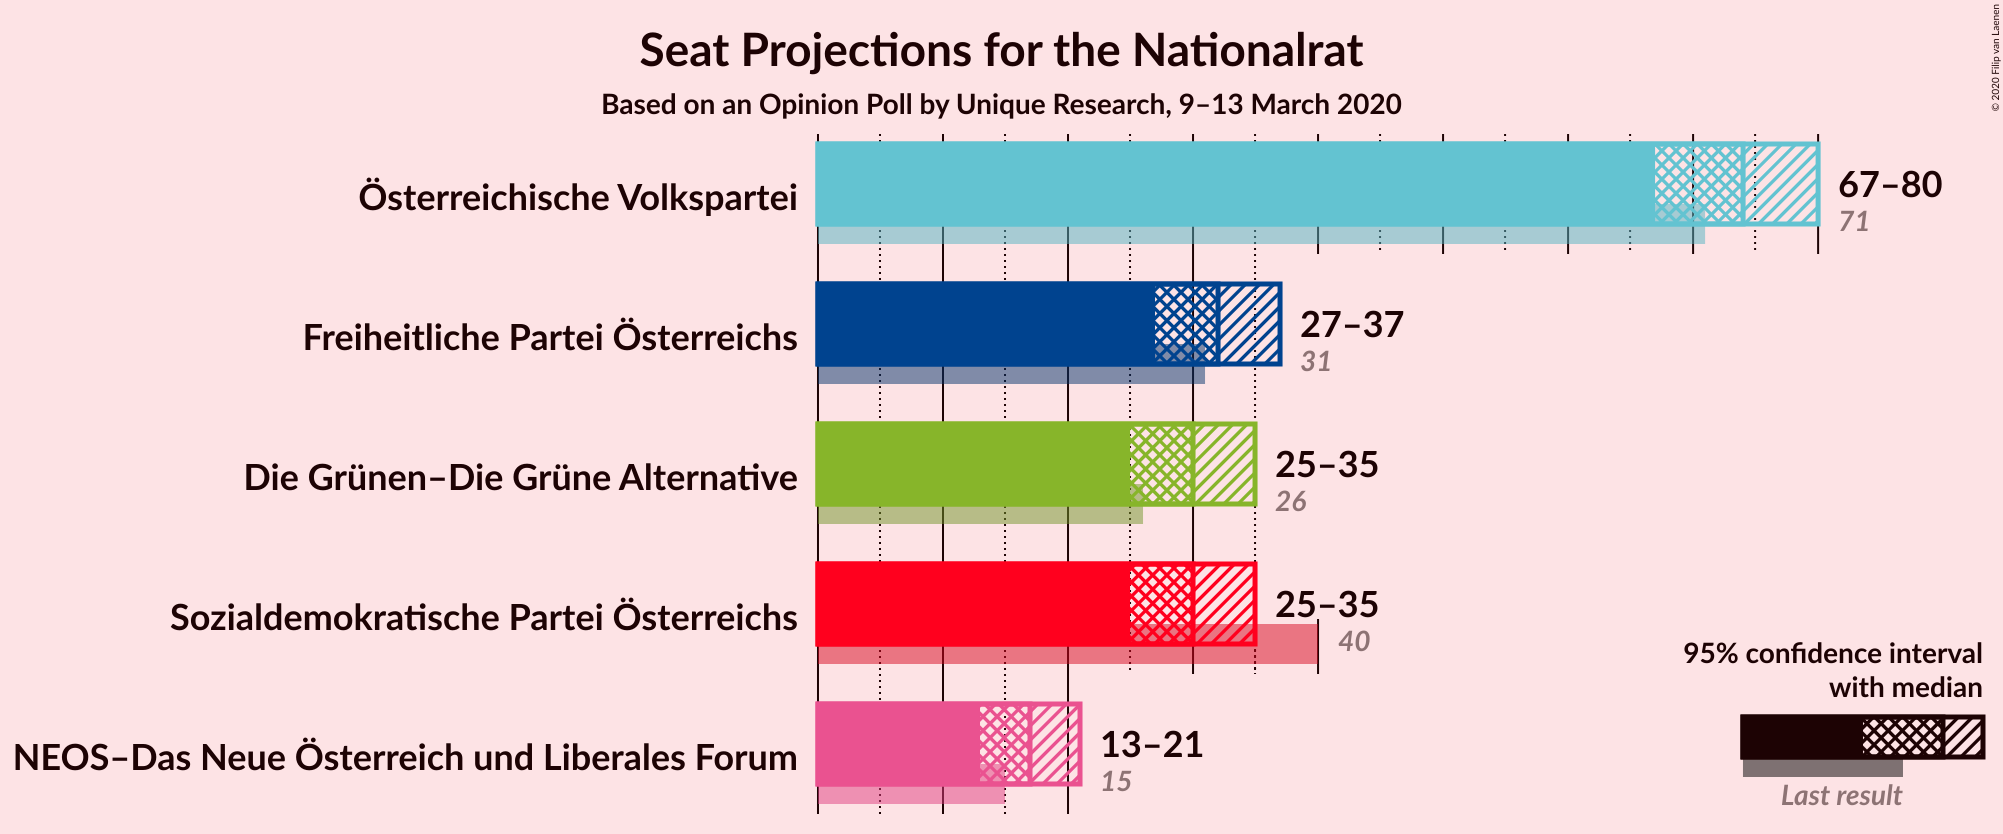 Seat Projections for the Nationalrat
Based on an Opinion Poll by Unique Research, 9–13 March 2020
© 2020 Filip van Laenen
Österreichische Volkspartei
67–80
71
Freiheitliche Partei Österreichs
27–37
31
Die Grünen–Die Grüne Alternative
25–35
26
Sozialdemokratische Partei Österreichs
25–35
40
NEOS–Das Neue Österreich und Liberales Forum
13–21
15
95% confidence interval
with median
Last result